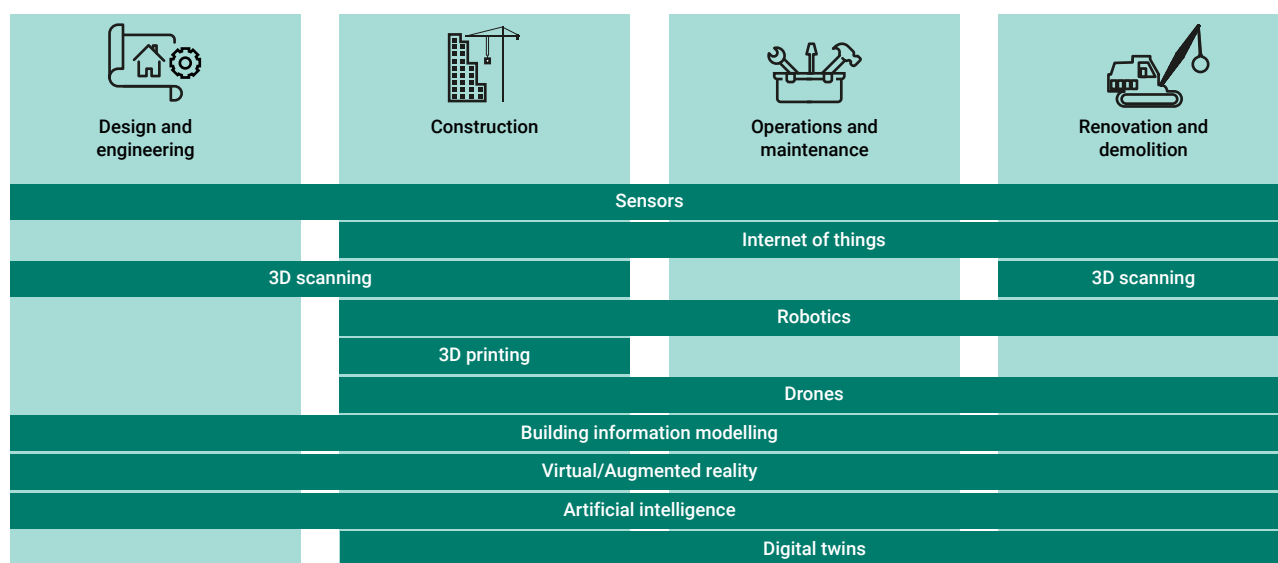 Design and
engineering
Construction
Operations and
maintenance
Renovation and
demolition
Sensors
Internet of things
3D scanning
3D scanning
Robotics
3D printing
Drones
Building information modelling
Virtual/Augmented reality
Artificial intelligence
Digital twins